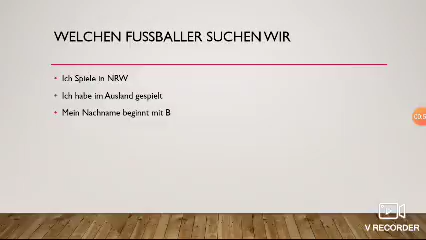 WELCHEN FUSSBALLER SUCHEN WIR
Ich Spiele in NRW
Ich habe im Ausland gespielt
Mein Nachname beginnt mit B
V RECORDER